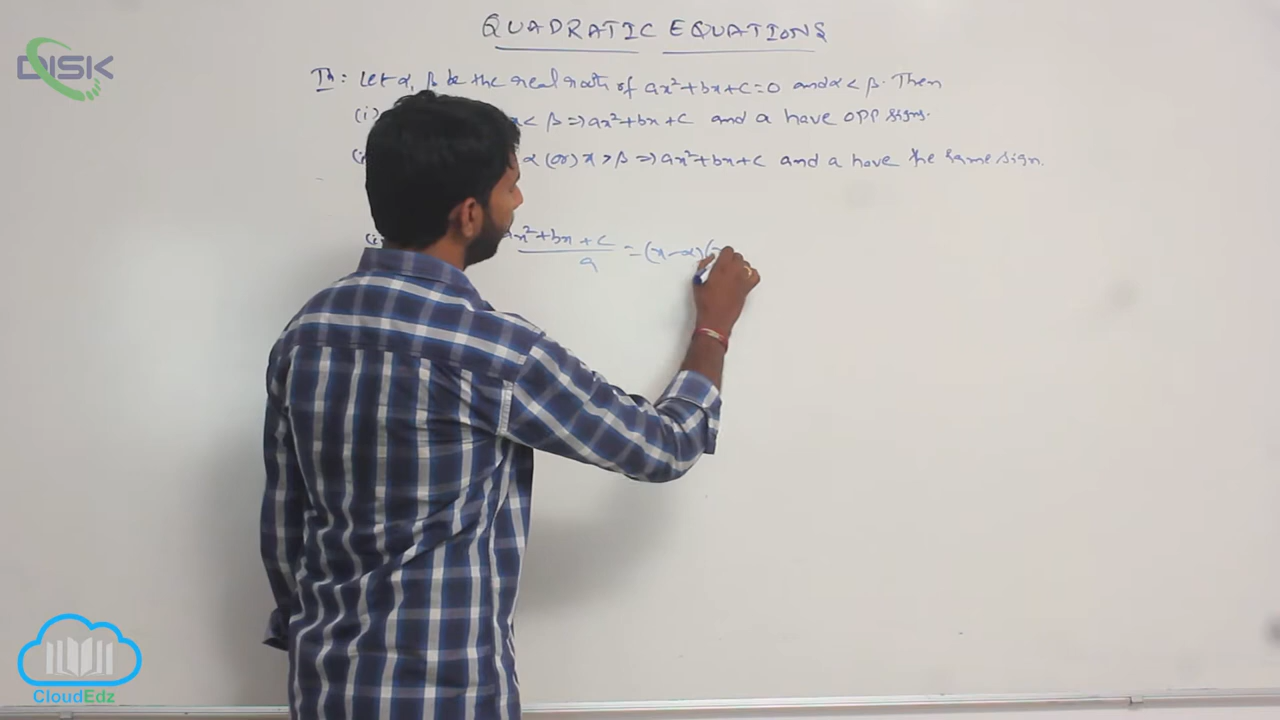 QUADRATIC EQUATIONS
DISK
Th: Let α, β be the real roots of ax²+bx+c=0 and α < β. Then
(i) < β ⇒ ax²+bx+c and a have opp signs.
α (or) x > β ⇒ ax²+bx+c and a have the same sign.
ax²+bx+c / a = (x-α)(
CloudEdz